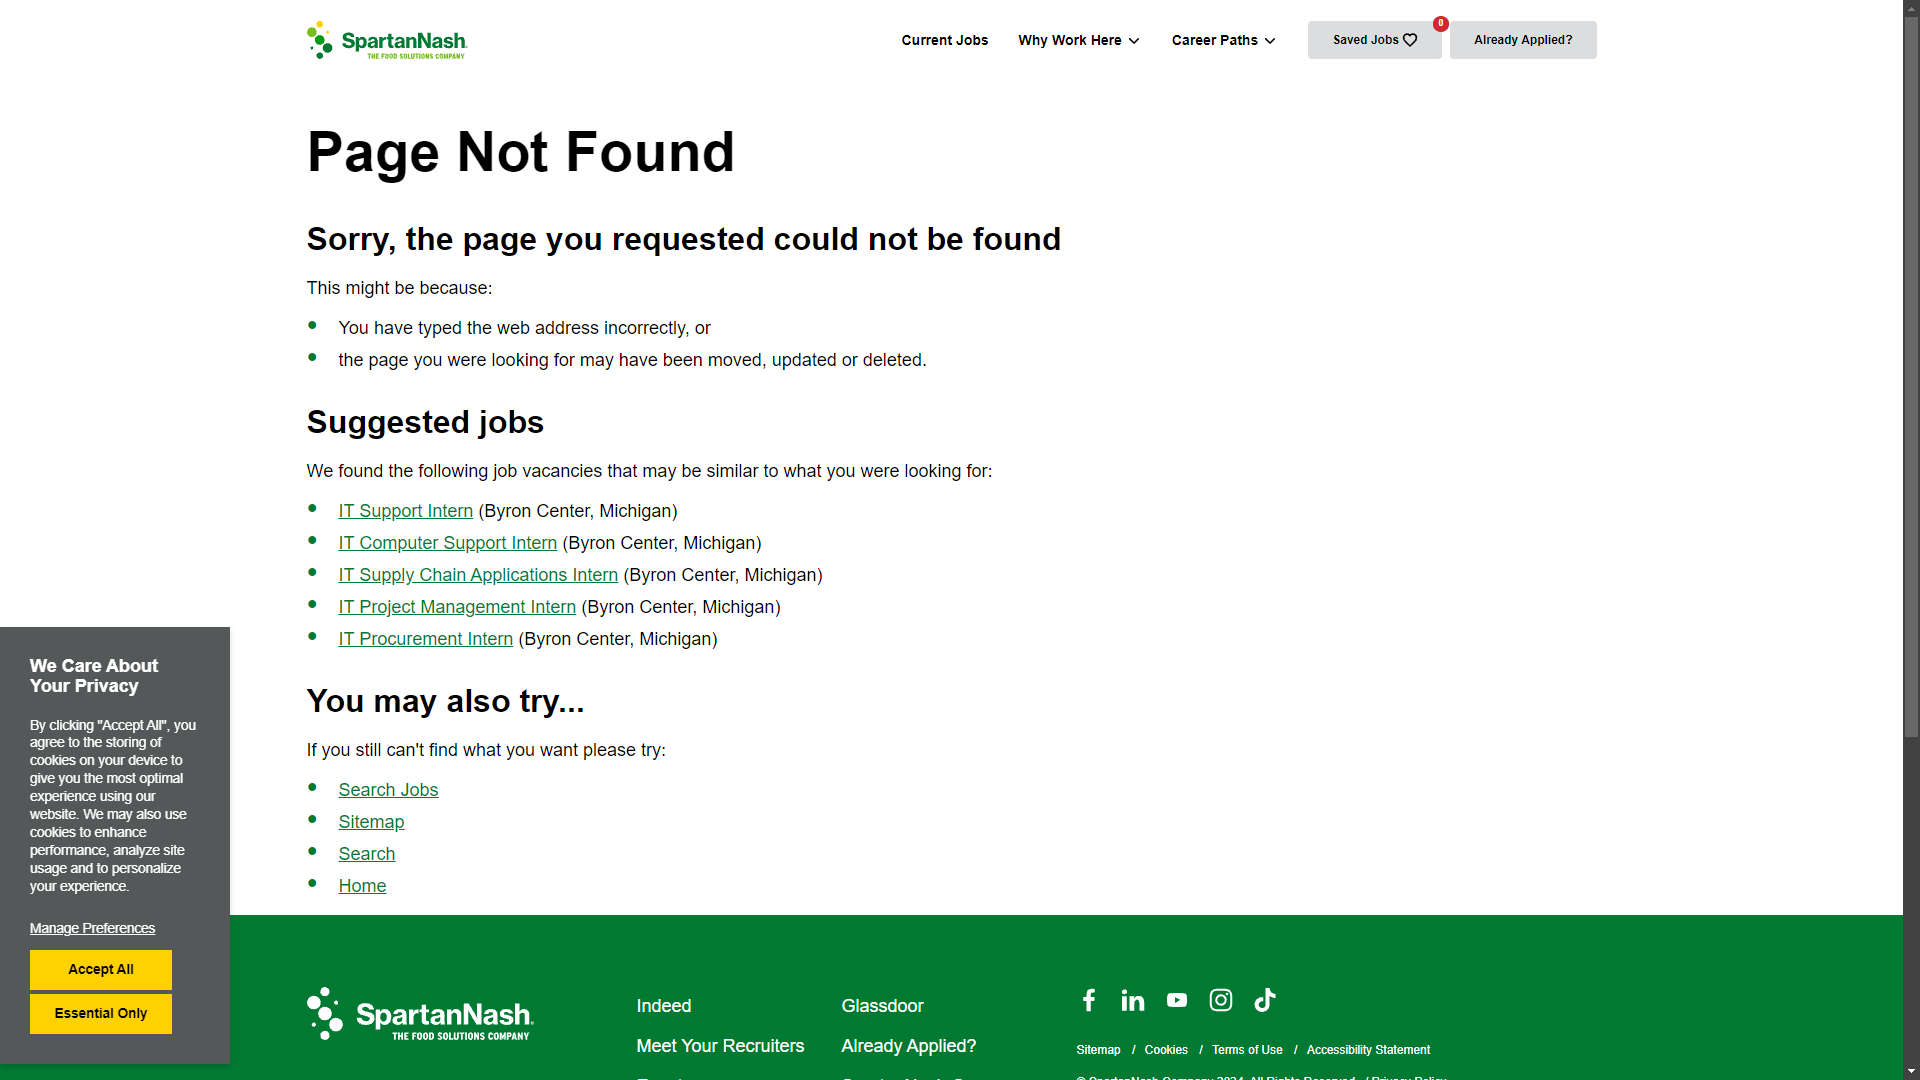 SpartanNash
THE FOOD SOLUTIONS COMPANY
Current Jobs
Why Work Here
Career Paths
Saved Jobs
0
Already Applied?
Page Not Found
Sorry, the page you requested could not be found
This might be because:
You have typed the web address incorrectly, or
the page you were looking for may have been moved, updated or deleted.
Suggested jobs
We found the following job vacancies that may be similar to what you were looking for:
IT Support Intern (Byron Center, Michigan)
IT Computer Support Intern (Byron Center, Michigan)
IT Supply Chain Applications Intern (Byron Center, Michigan)
IT Project Management Intern (Byron Center, Michigan)
IT Procurement Intern (Byron Center, Michigan)
You may also try...
If you still can't find what you want please try:
Search Jobs
Sitemap
Search
Home
We Care About
Your Privacy
By clicking "Accept All", you
agree to the storing of
cookies on your device to
give you the most optimal
experience using our
website. We may also use
cookies to enhance
performance, analyze site
usage and to personalize
your experience.
Manage Preferences
Accept All
Essential Only
SpartanNash
THE FOOD SOLUTIONS COMPANY
Indeed
Meet Your Recruiters
Glassdoor
Already Applied?
Sitemap / Cookies / Terms of Use / Accessibility Statement
© SpartanNash Company 2024. All Rights Reserved. / Privacy Policy